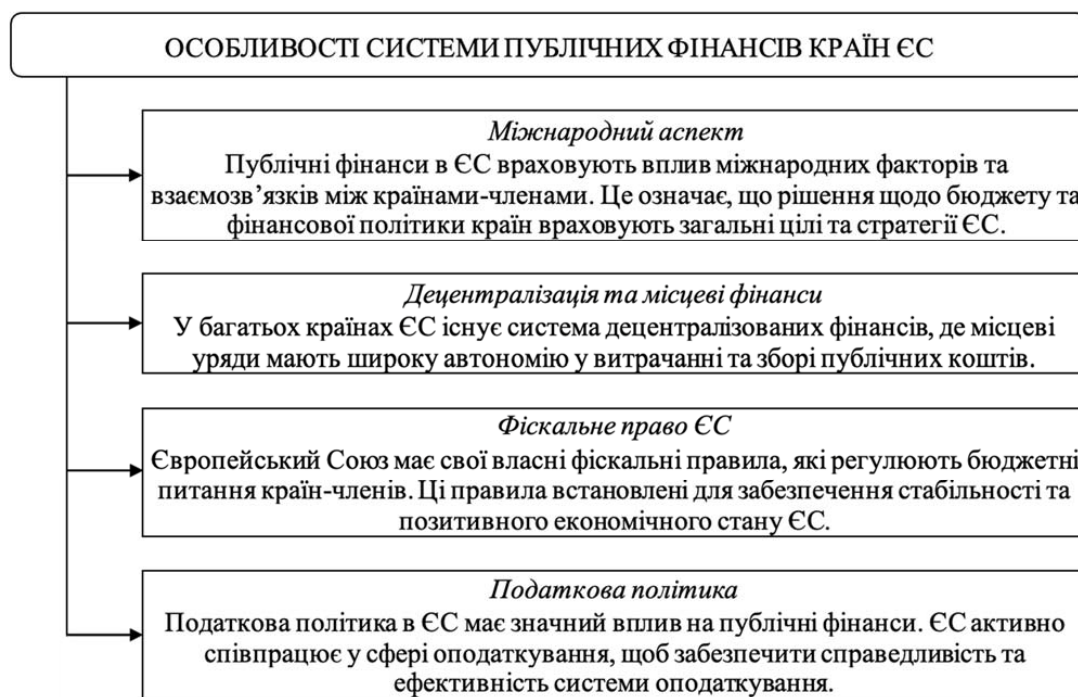 ОСОБЛИВОСТІ СИСТЕМИ ПУБЛІЧНИХ ФІНАНСІВ КРАЇН ЄС
Міжнародний аспект
Публічні фінанси в ЄС враховують вплив міжнародних факторів та
взаємозв’язків між країнами-членами. Це означає, що рішення щодо бюджету та
фінансової політики країн враховують загальні цілі та стратегії ЄС.
Децентралізація та місцеві фінанси
У багатьох країнах ЄС існує система децентралізованих фінансів, де місцеві
уряди мають широку автономію у витрачанні та зборі публічних коштів.
Фіскальне право ЄС
Європейський Союз має свої власні фіскальні правила, які регулюють бюджетні
питання країн-членів. Ці правила встановлені для забезпечення стабільності та
позитивного економічного стану ЄС.
Податкова політика
Податкова політика в ЄС має значний вплив на публічні фінанси. ЄС активно
співпрацює у сфері оподаткування, щоб забезпечити справедливість та
ефективність системи оподаткування.